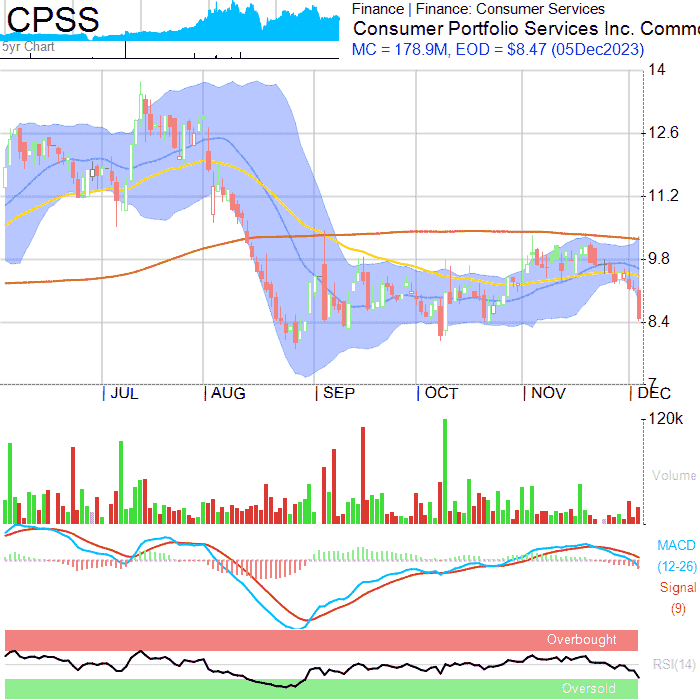 CPSS
5yr Chart
Finance | Finance: Consumer Services
Consumer Portfolio Services Inc. Commo
MC = 178.9M, EOD = $8.47 (05Dec2023)
14
12.6
11.2
9.8
8.4
7
JUL AUG SEP OCT NOV DEC
120k
Volume
MACD
(12-26)
Signal
(9)
Overbought
RSI(14)
Oversold